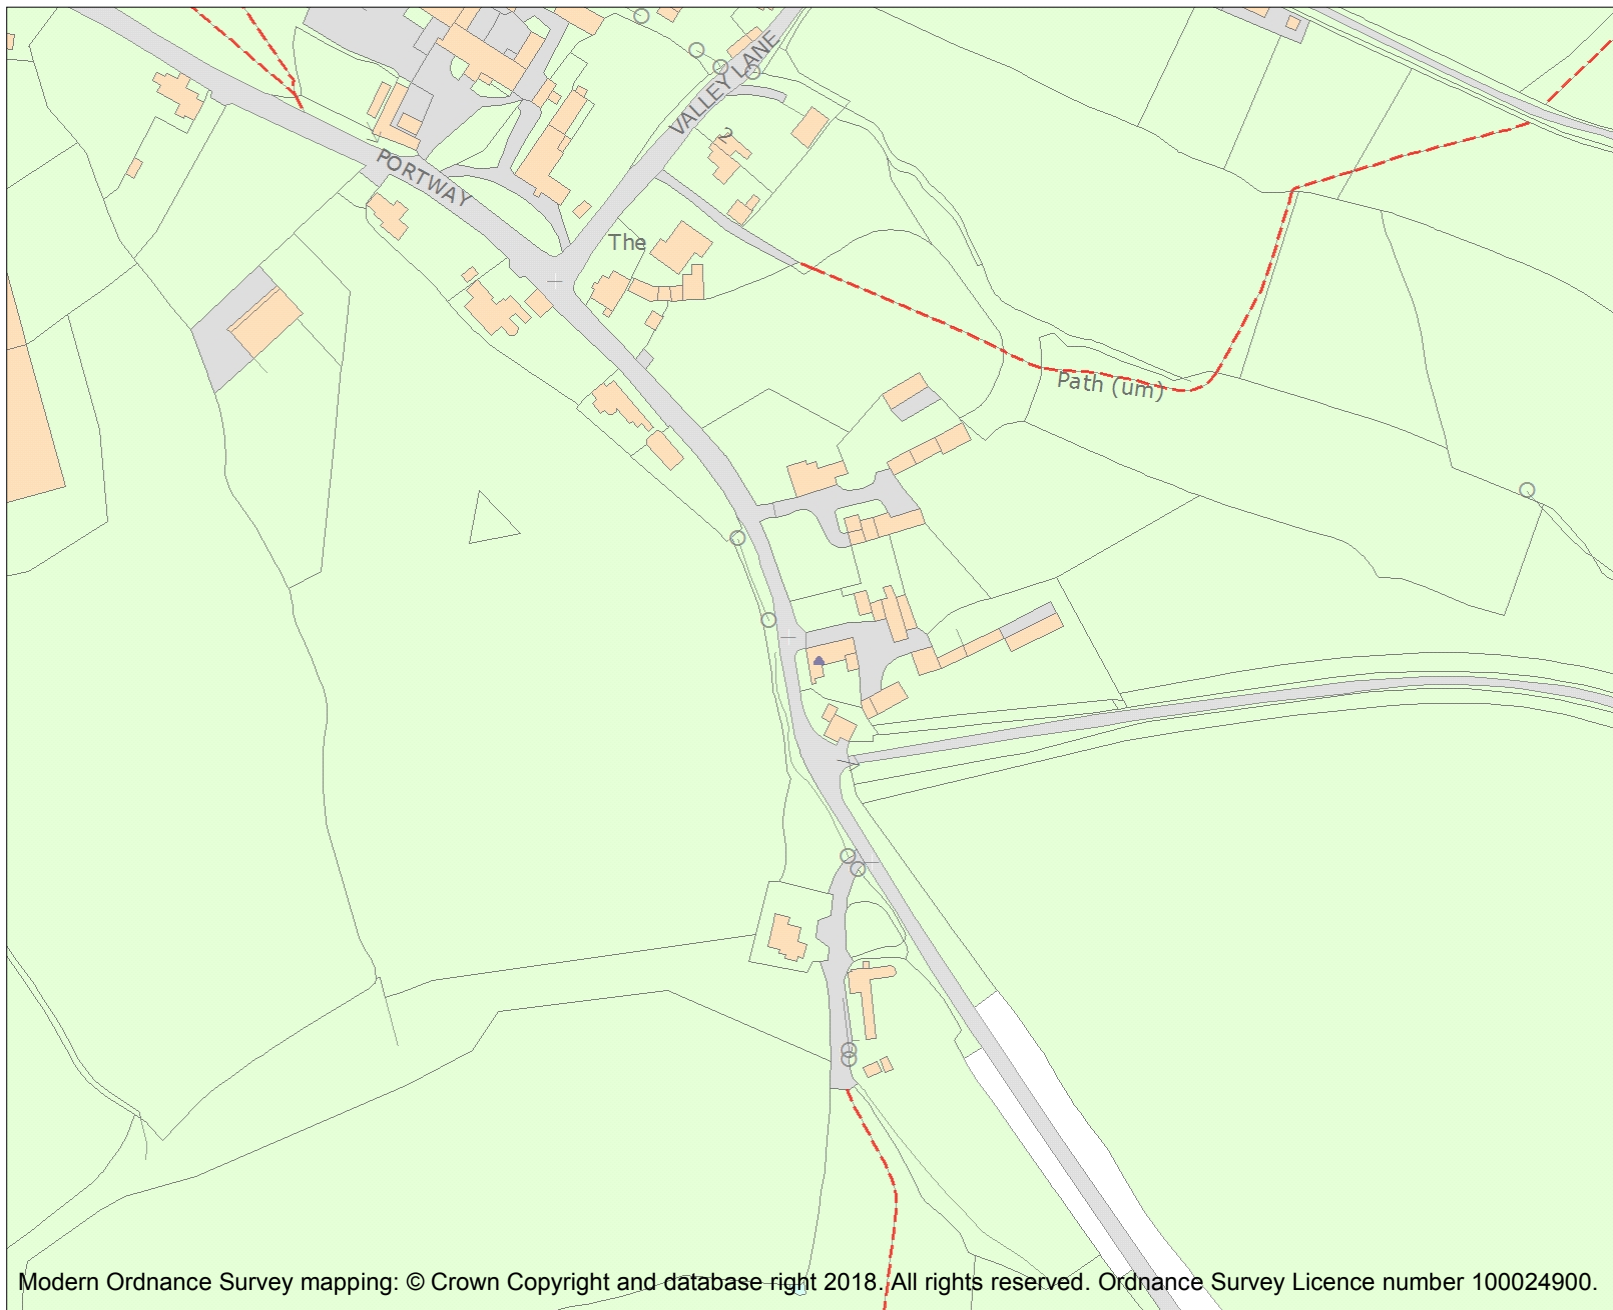 VALLEY LANE
2
PORTWAY
The
Path (um)
Modern Ordnance Survey mapping: © Crown Copyright and database right 2018. All rights reserved. Ordnance Survey Licence number 100024900.